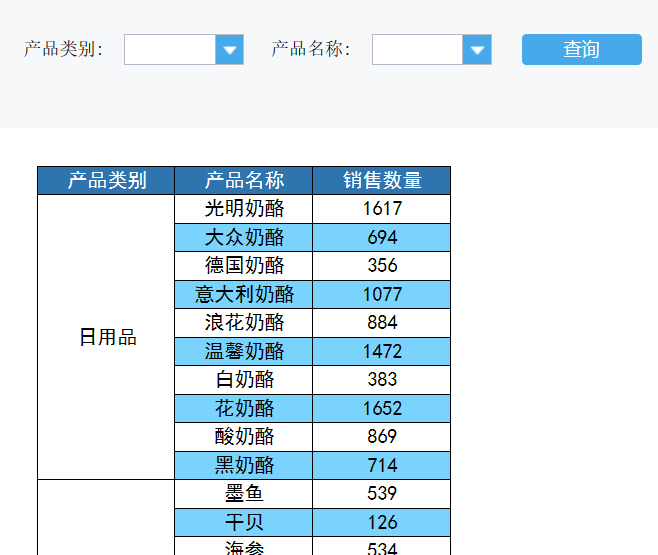 产品类别: 产品名称: 查询
产品类别 产品名称 销售数量
光明奶酪 1617
大众奶酪 694
德国奶酪 356
意大利奶酪 1077
浪花奶酪 884
日用品
温馨奶酪 1472
白奶酪 383
花奶酪 1652
酸奶酪 869
黑奶酪 714
墨鱼 539
干贝 126
海参 534